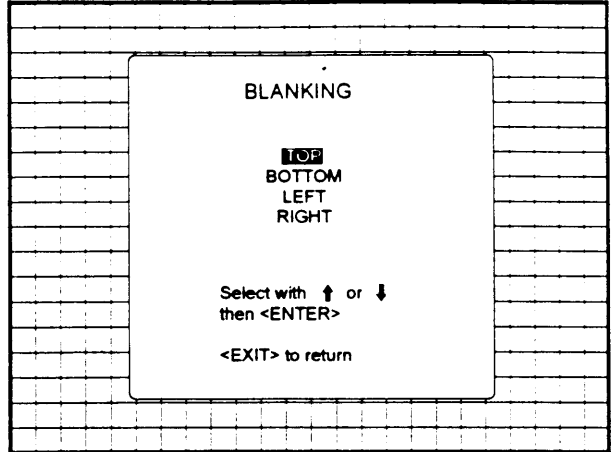 BLANKING
TOP
BOTTOM
LEFT
RIGHT
Select with ⬆ or ⬇
then <ENTER>
<EXIT> to return